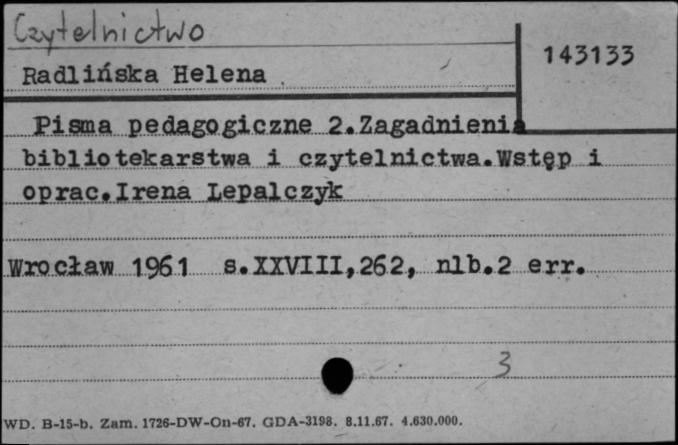 Czytelnictwo
143133
Radlińska Helena
Pisma pedagogiczne 2.Zagadnienia
bibliotekarstwa i czytelnictwa.Wstęp i
oprac.Irena Lepalczyk
Wrocław 1961 s.XXVIII,262, nlb.2 err.
3
WD. B-15-b. Zam. 1726-DW-On-67. GDA-3198. 8.11.67. 4.630.000.